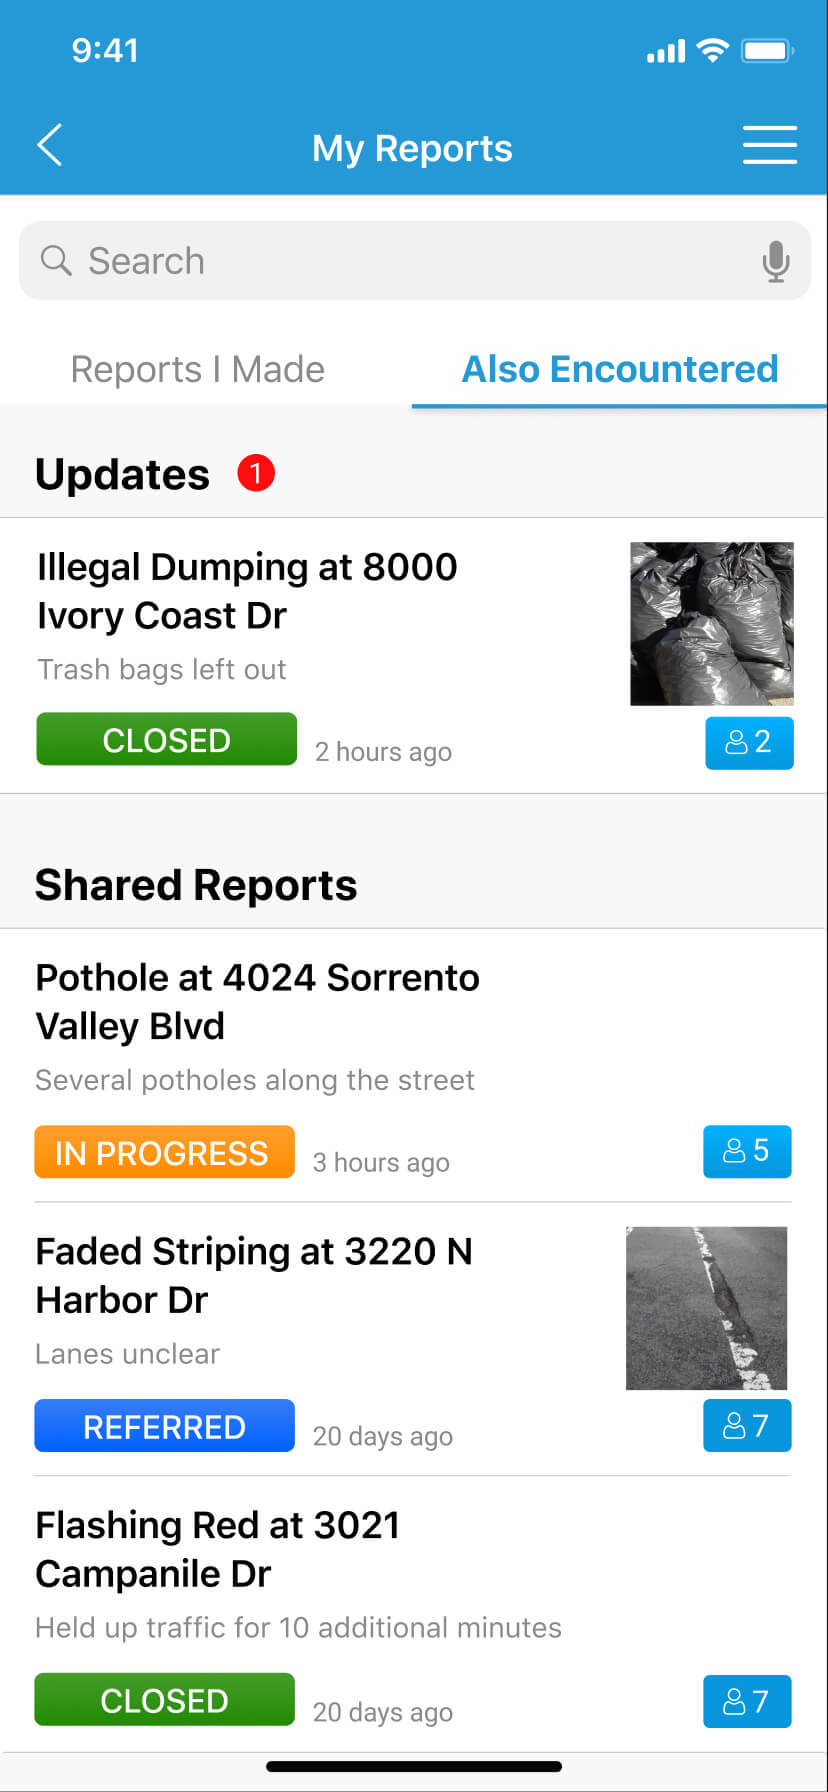 9:41
My Reports
Search
Reports I Made
Also Encountered
Updates 1
Illegal Dumping at 8000
Ivory Coast Dr
Trash bags left out
CLOSED 2 hours ago 2
Shared Reports
Pothole at 4024 Sorrento
Valley Blvd
Several potholes along the street
IN PROGRESS 3 hours ago 5
Faded Striping at 3220 N
Harbor Dr
Lanes unclear
REFERRED 20 days ago 7
Flashing Red at 3021
Campanile Dr
Held up traffic for 10 additional minutes
CLOSED 20 days ago 7